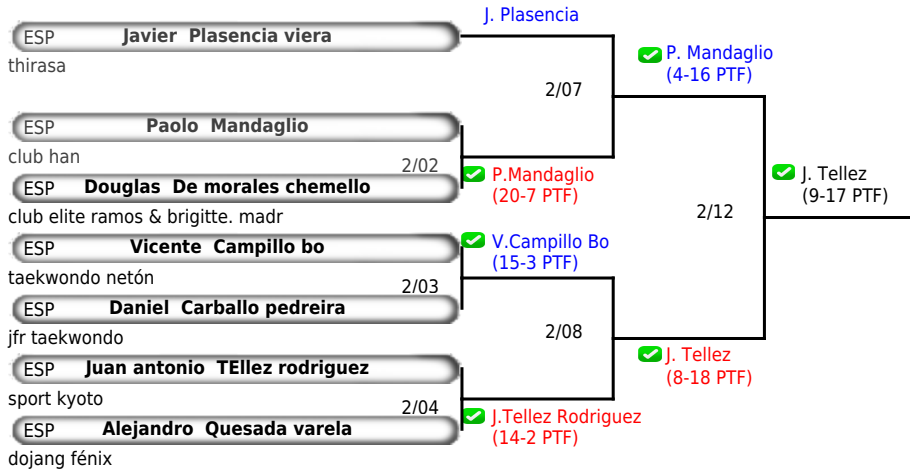 J. Plasencia
ESP Javier Plasencia viera
thirasa
P. Mandaglio
(4-16 PTF)
2/07
ESP Paolo Mandaglio
club han
2/02
P.Mandaglio
(20-7 PTF)
ESP Douglas De morales chemello
club elite ramos & brigitte. madr
J. Tellez
(9-17 PTF)
2/12
ESP Vicente Campillo bo
taekwondo netón
V.Campillo Bo
(15-3 PTF)
2/03
ESP Daniel Carballo pedreira
jfr taekwondo
2/08
J. Tellez
(8-18 PTF)
ESP Juan antonio TEllez rodriguez
sport kyoto
2/04
J.Tellez Rodriguez
(14-2 PTF)
ESP Alejandro Quesada varela
dojang fénix